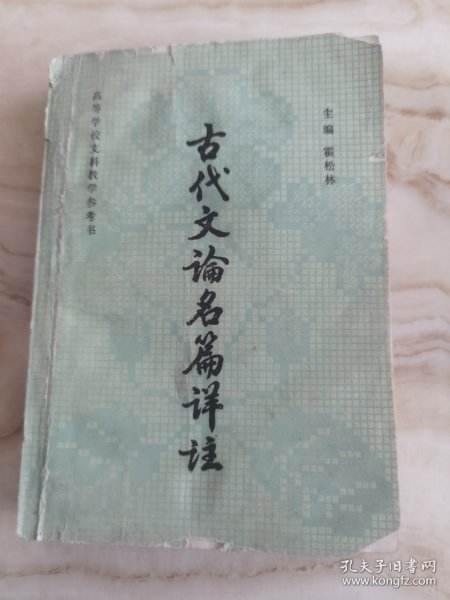 主编 霍松林
古代文论名篇详註
高等学校文科教学参考书
孔夫子旧书网
www.kongfz.com